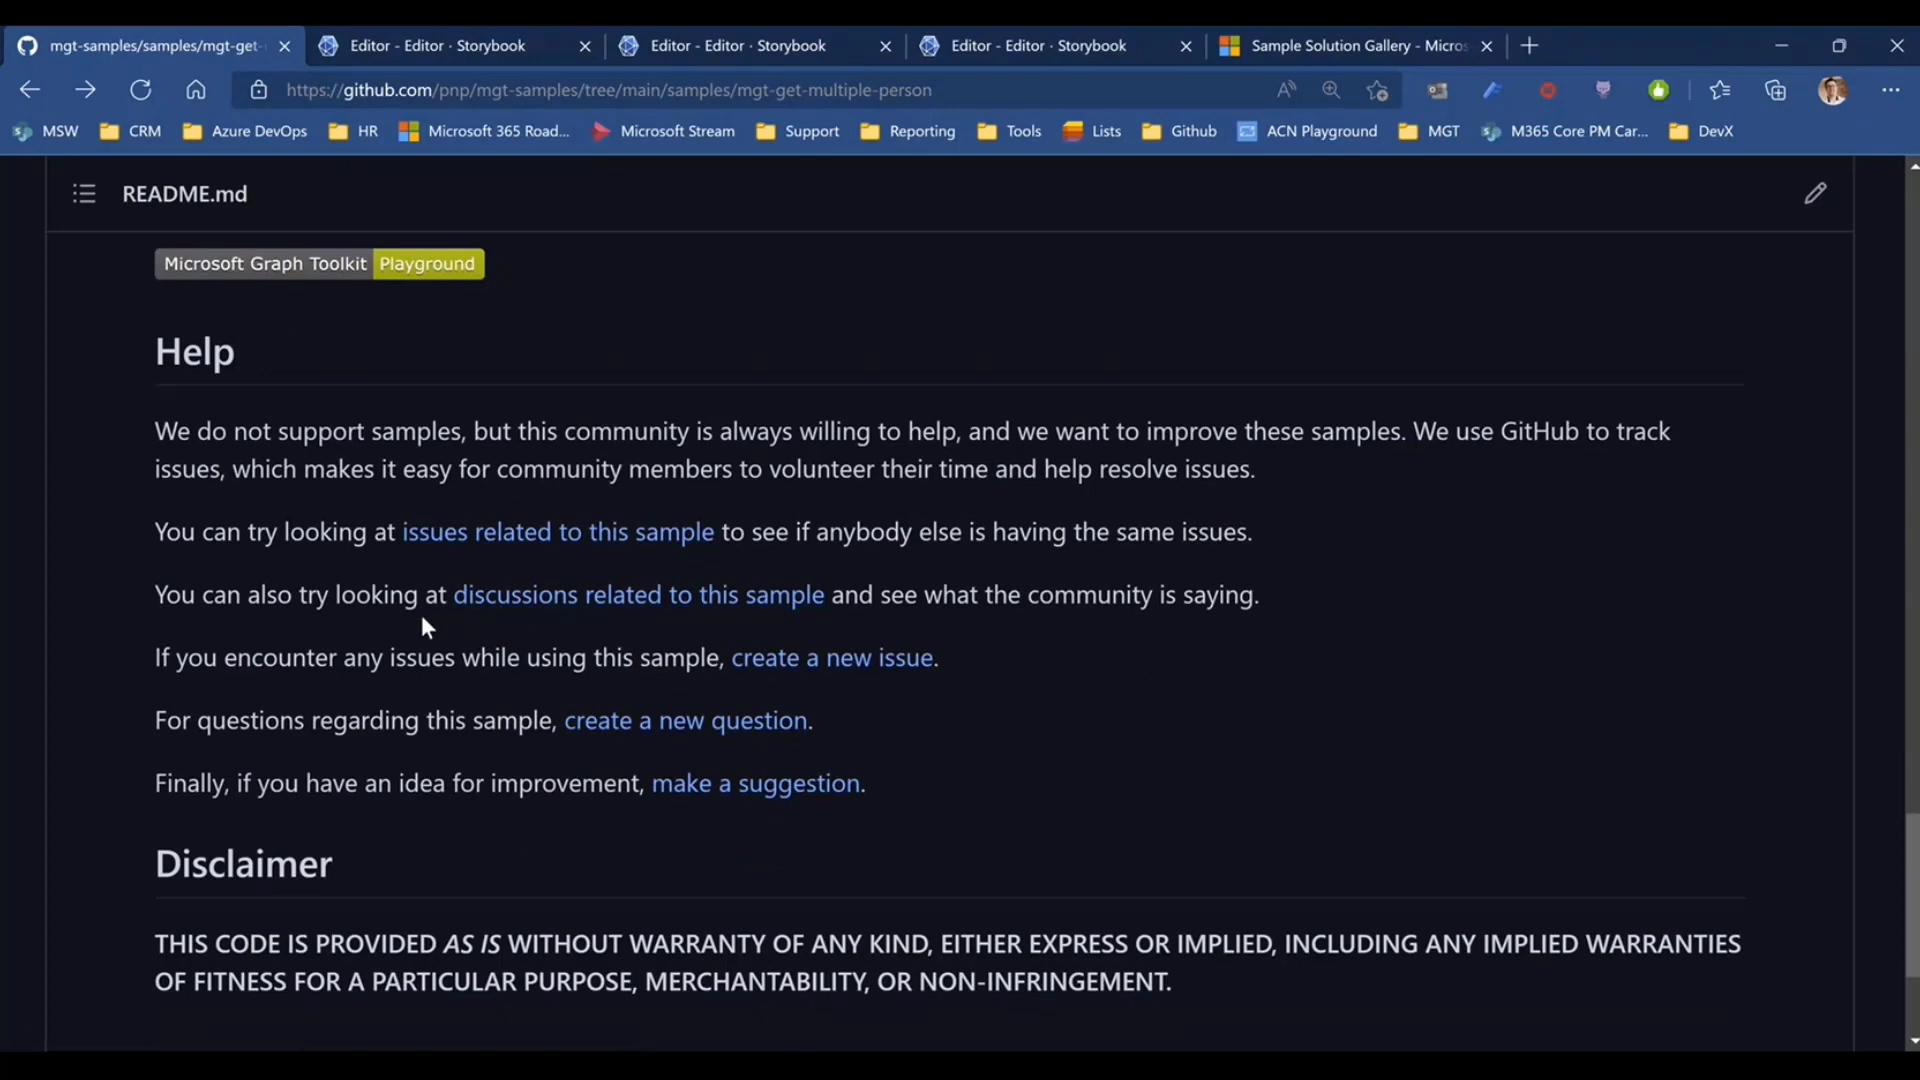 mgt-samples/samples/mgt-get-
Editor - Editor · Storybook
Editor - Editor · Storybook
Editor - Editor · Storybook
Sample Solution Gallery - Micros
https://github.com/pnp/mgt-samples/tree/main/samples/mgt-get-multiple-person
MSW
CRM
Azure DevOps
HR
Microsoft 365 Road...
Microsoft Stream
Support
Reporting
Tools
Lists
Github
ACN Playground
MGT
M365 Core PM Car...
DevX
README.md
Microsoft Graph Toolkit Playground
Help
We do not support samples, but this community is always willing to help, and we want to improve these samples. We use GitHub to track
issues, which makes it easy for community members to volunteer their time and help resolve issues.
You can try looking at issues related to this sample to see if anybody else is having the same issues.
You can also try looking at discussions related to this sample and see what the community is saying.
If you encounter any issues while using this sample, create a new issue.
For questions regarding this sample, create a new question.
Finally, if you have an idea for improvement, make a suggestion.
Disclaimer
THIS CODE IS PROVIDED AS IS WITHOUT WARRANTY OF ANY KIND, EITHER EXPRESS OR IMPLIED, INCLUDING ANY IMPLIED WARRANTIES
OF FITNESS FOR A PARTICULAR PURPOSE, MERCHANTABILITY, OR NON-INFRINGEMENT.